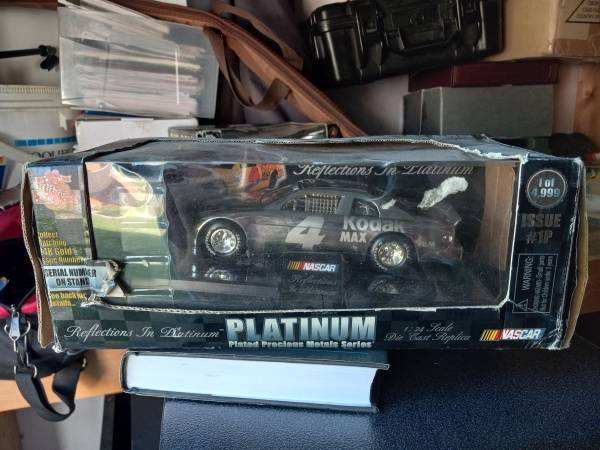 Reflections In Platinum
1 of
4,999
ISSUE
#1P
4
Kodak
MAX
NASCAR
Collect
Matching
24K Gold
Issue Number
SERIAL NUMBER
ON STAND
See back for
details
WARNING:
Reflections In Platinum
PLATINUM
Plated Precious Metals Series
1:24 Scale
Die Cast Replica
NASCAR